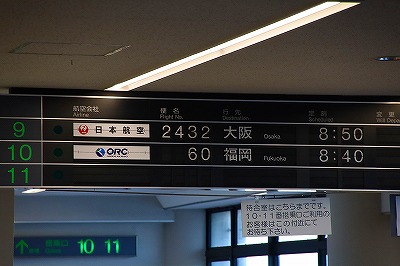 航空会社 便名 行先 定刻 変更
Airline Flight No. Destination Scheduled Will Depart
9 日本航空 2432 大阪 Osaka 8:50
10 ORC 60 福岡 Fukuoka 8:40
11
待合室はこちらまでです。
10・11番搭乗口ご利用の
お客様はこの付近にて
お待ち下さい。
搭乗口 10 11